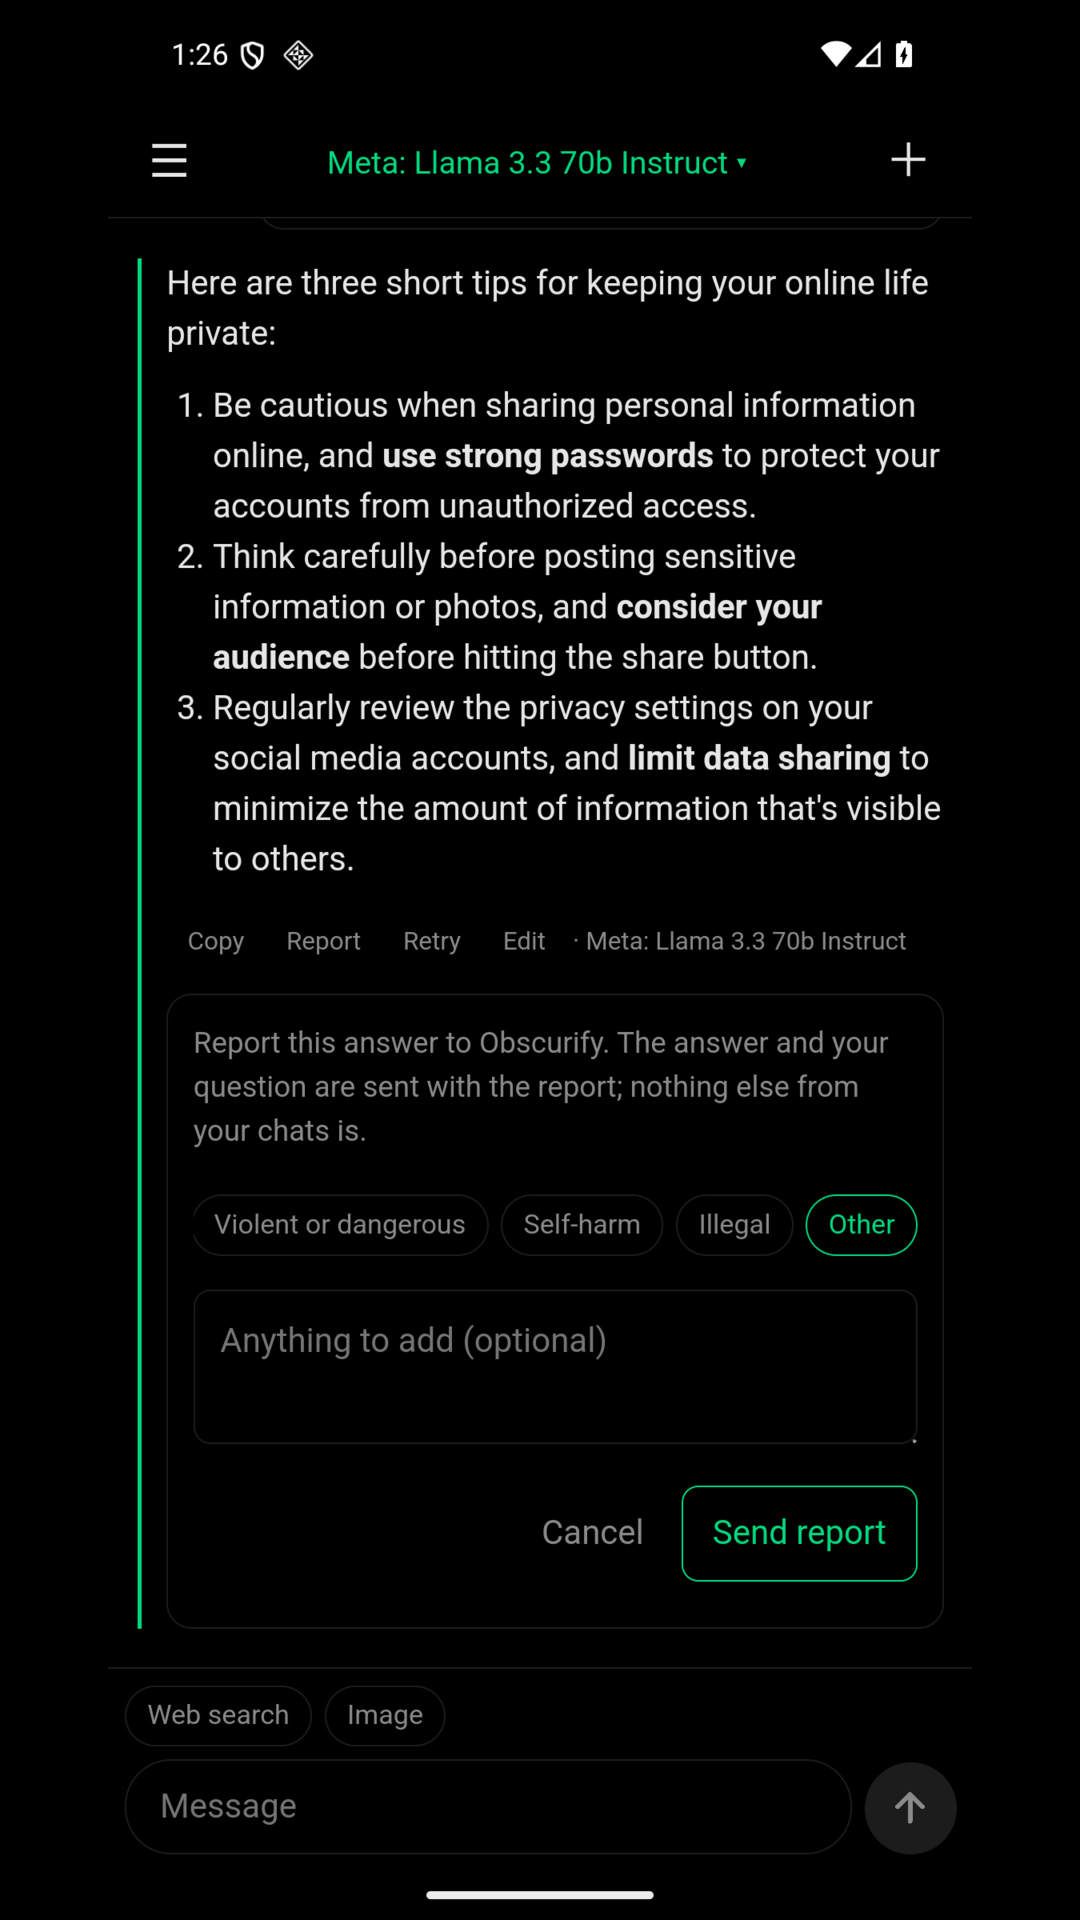 1:26
Meta: Llama 3.3 70b Instruct ▾
Here are three short tips for keeping your online life
private:
1. Be cautious when sharing personal information
online, and use strong passwords to protect your
accounts from unauthorized access.
2. Think carefully before posting sensitive
information or photos, and consider your
audience before hitting the share button.
3. Regularly review the privacy settings on your
social media accounts, and limit data sharing to
minimize the amount of information that's visible
to others.
Copy Report Retry Edit · Meta: Llama 3.3 70b Instruct
Report this answer to Obscurify. The answer and your
question are sent with the report; nothing else from
your chats is.
Violent or dangerous Self-harm Illegal Other
Anything to add (optional)
Cancel Send report
Web search Image
Message